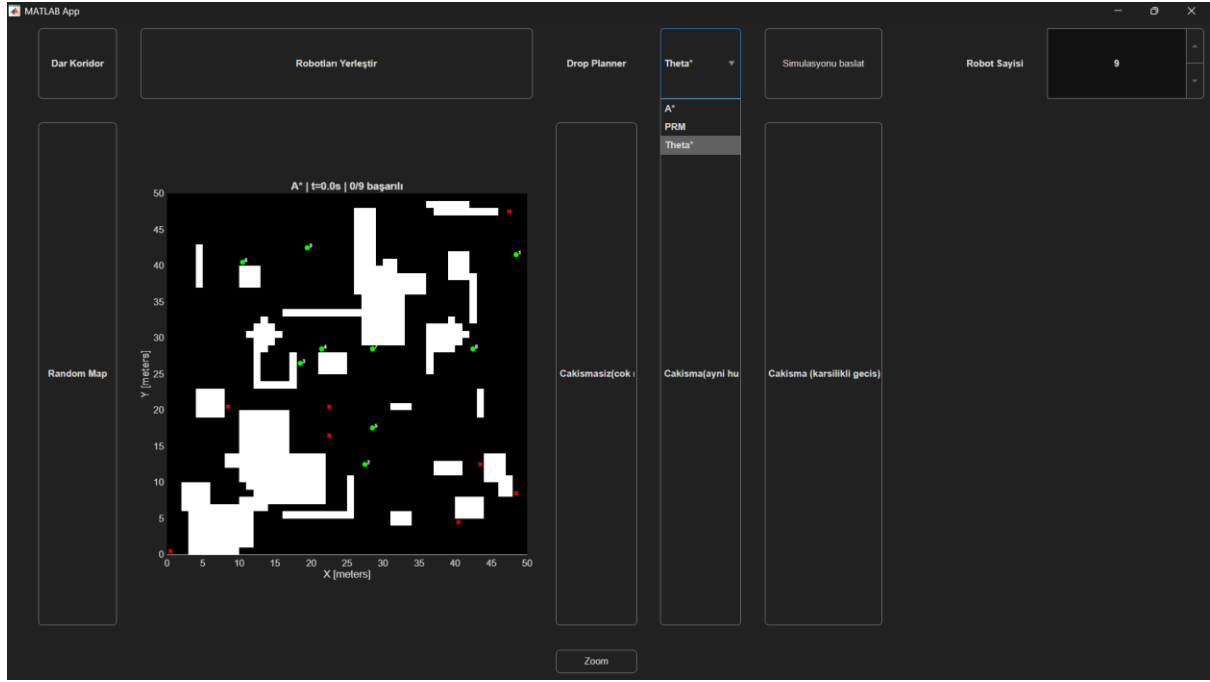 MATLAB App
Dar Koridor
Robotları Yerleştir
Drop Planner
Theta*
Simulasyonu baslat
Robot Sayisi
9
A*
PRM
Theta*
A* | t=0.0s | 0/9 başarılı
50
45
40
35
30
25
20
15
10
5
0
Y [meters]
0 5 10 15 20 25 30 35 40 45 50
X [meters]
Random Map
Cakismasiz(cok
Cakisma(ayni hu
Cakisma (karsilikli gecis)
Zoom